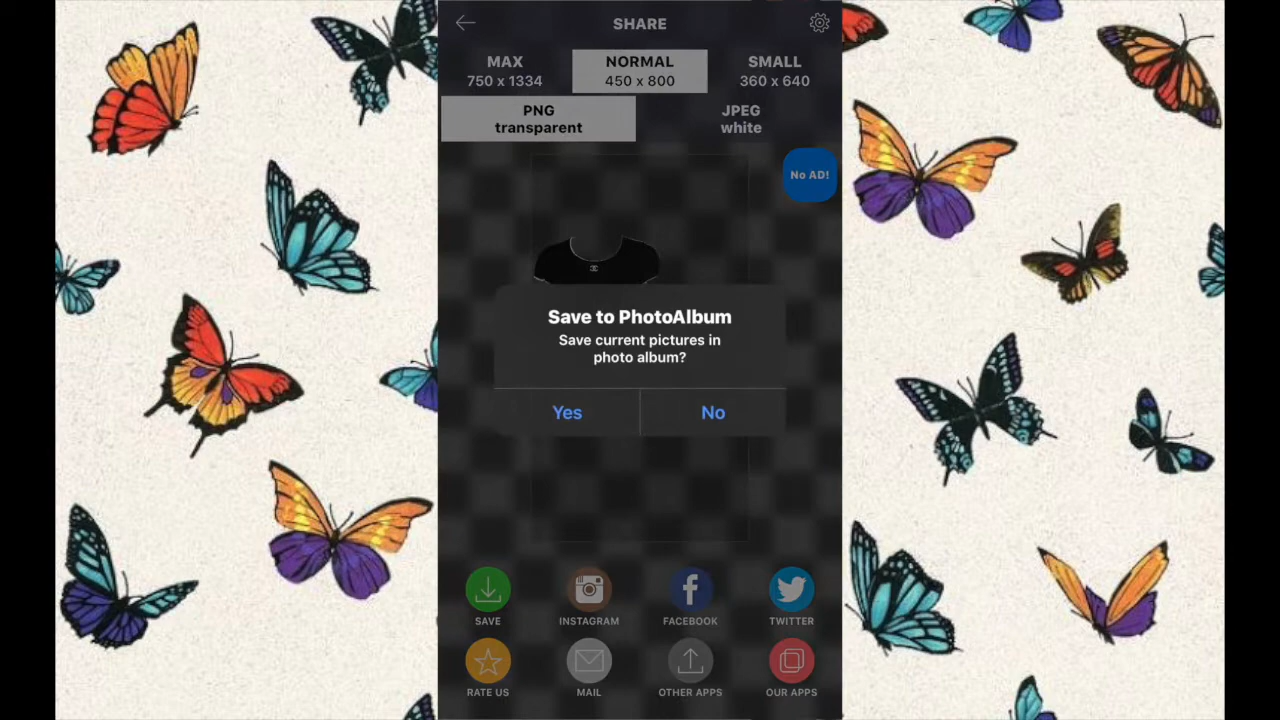 SHARE
MAX
750 x 1334
NORMAL
450 x 800
SMALL
360 x 640
PNG
transparent
JPEG
white
No AD!
Save to PhotoAlbum
Save current pictures in
photo album?
Yes
No
SAVE
INSTAGRAM
FACEBOOK
TWITTER
RATE US
MAIL
OTHER APPS
OUR APPS